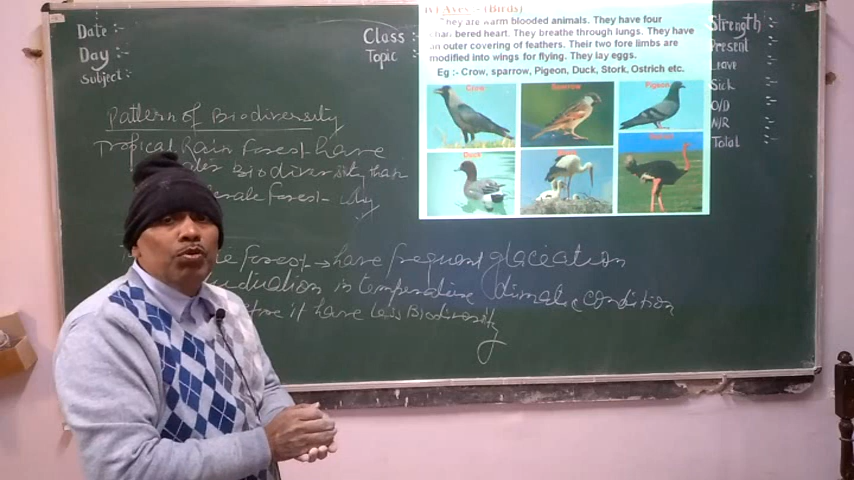 Date :-
Day :-
Subject :-
Class :-
Topic :-
iv) Aves :- (Birds)
They are warm blooded animals. They have four
chambered heart. They breathe through lungs. They have
an outer covering of feathers. Their two fore limbs are
modified into wings for flying. They lay eggs.
Eg :- Crow, sparrow, Pigeon, Duck, Stork, Ostrich etc.
Crow
Sparrow
Pigeon
Duck
Strength :-
Present :-
Leave :-
Sick :-
O/D :-
N/R :-
Total :-
Pattern of Biodiversity
Tropical Rain Forest have
Biodiversity than
Forest - Why
Forest → have frequent glaciation
in temperature climatic condition
it have less Biodiversity